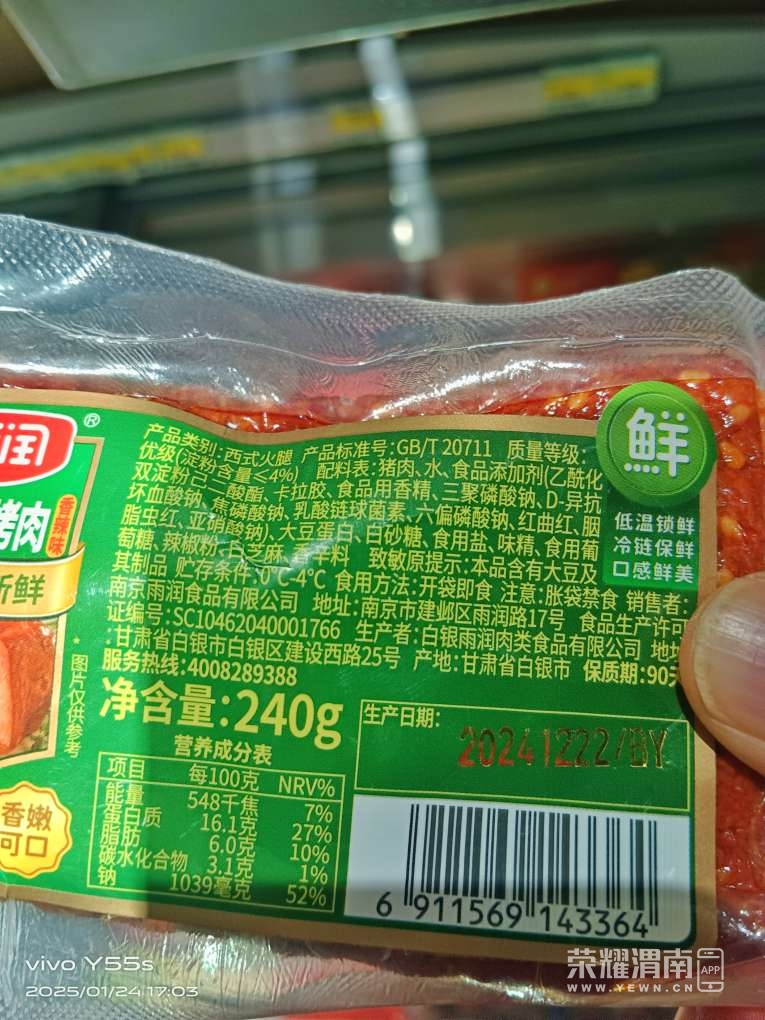 润®
烤肉
香辣味
新鲜
*图片仅供参考
香嫩
可口
鲜
低温锁鲜
冷链保鲜
口感鲜美
产品类别:西式火腿 产品标准号:GB/T 20711 质量等级:
优级(淀粉含量≤4%) 配料表:猪肉、水、食品添加剂(乙酰化
双淀粉己二酸酯、卡拉胶、食品用香精、三聚磷酸钠、D-异抗
坏血酸钠、焦磷酸钠、乳酸链球菌素、六偏磷酸钠、红曲红、胭
脂虫红、亚硝酸钠)、大豆蛋白、白砂糖、食用盐、味精、食用葡
萄糖、辣椒粉、白芝麻、香辛料 致敏原提示:本品含有大豆及
其制品 贮存条件:0℃-4℃ 食用方法:开袋即食 注意:胀袋禁食 销售者:
南京雨润食品有限公司 地址:南京市建邺区雨润路17号 食品生产许可
证编号:SC10462040001766 生产者:白银雨润肉类食品有限公司 地址
:甘肃省白银市白银区建设西路25号 产地:甘肃省白银市 保质期:90天
服务热线:4008289388
净含量:240g
生产日期:
20241222/BY
营养成分表
项目 每100克 NRV%
能量 548千焦 7%
蛋白质 16.1克 27%
脂肪 6.0克 10%
碳水化合物 3.1克 1%
钠 1039毫克 52%
6 911569 143364
vivo Y55s
2025/01/24 17:03
荣耀渭南 APP
WWW.YEWN.CN